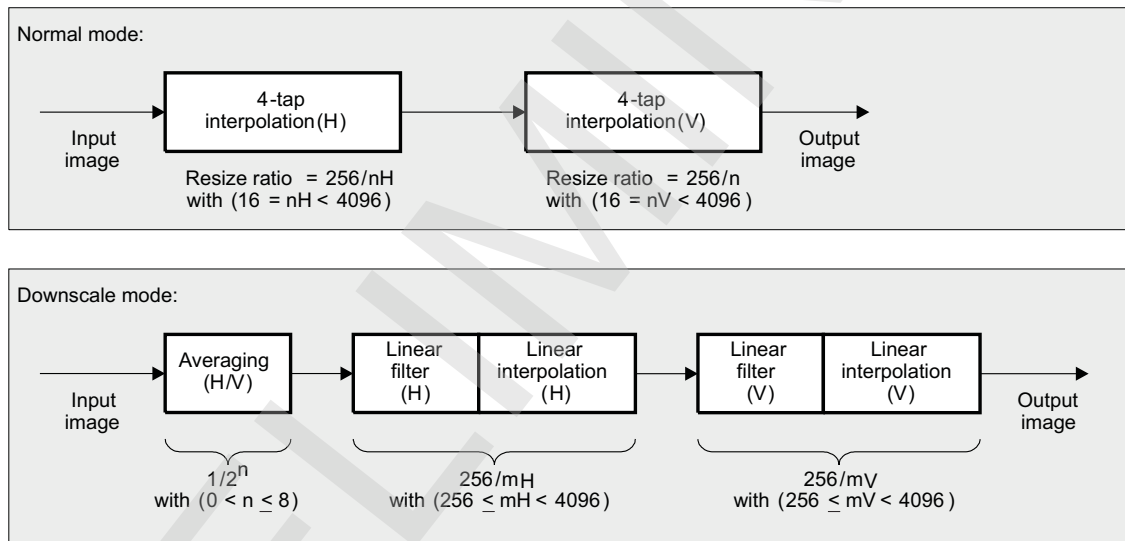 Normal mode:
4-tap
interpolation(H)
4-tap
interpolation(V)
Input
image
Output
image
Resize ratio = 256/nH
with (16 = nH < 4096)
Resize ratio = 256/n
with (16 = nV < 4096)
Downscale mode:
Averaging
(H/V)
Linear
filter
(H)
Linear
interpolation
(H)
Linear
filter
(V)
Linear
interpolation
(V)
Input
image
Output
image
1/2^n
with (0 < n ≤ 8)
256/mH
with (256 ≤ mH < 4096)
256/mV
with (256 ≤ mV < 4096)